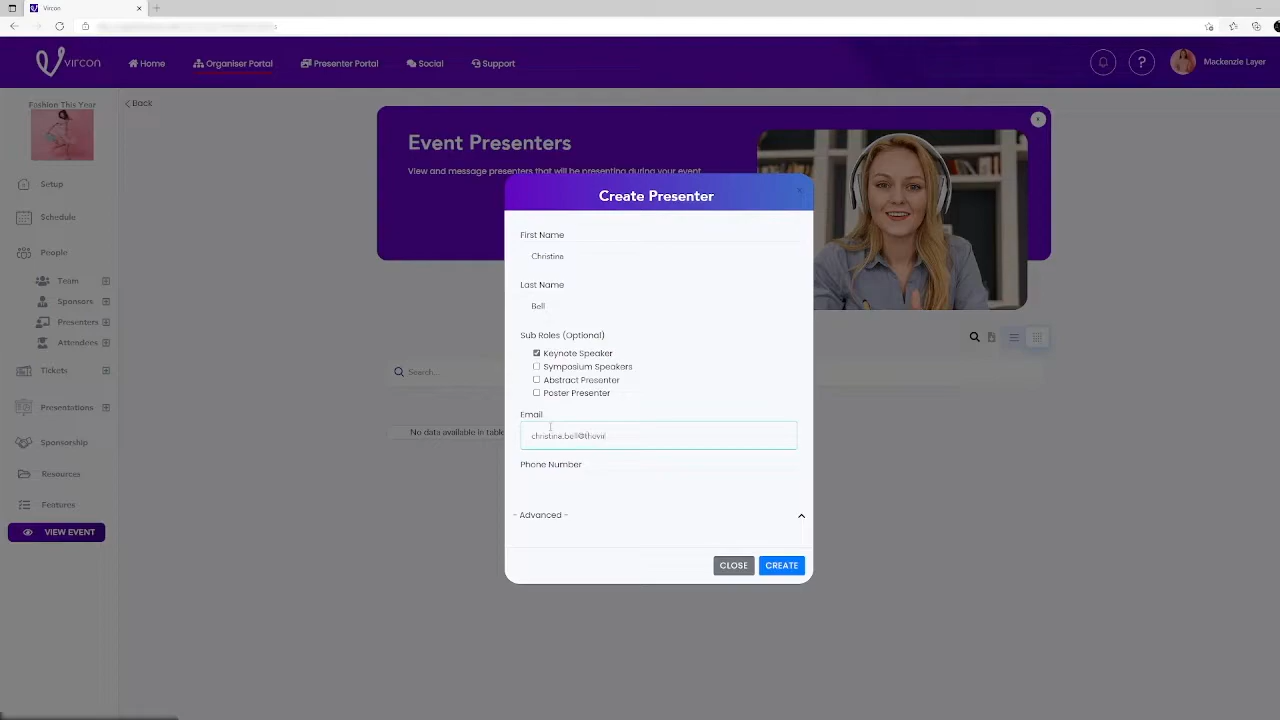 Vircon
vircon
Home
Organiser Portal
Presenter Portal
Social
Support
?
Mackenzie Layer
Fashion This Year
Back
Setup
Schedule
People
Team
Sponsors
Presenters
Attendees
Tickets
Presentations
Sponsorship
Resources
Features
VIEW EVENT
Event Presenters
View and message presenters that will be presenting during your event
Search...
No data available in table
Create Presenter
First Name
Christina
Last Name
Bell
Sub Roles (Optional)
Keynote Speaker
Symposium Speakers
Abstract Presenter
Poster Presenter
Email
christina.bell@thevir
Phone Number
- Advanced -
CLOSE
CREATE